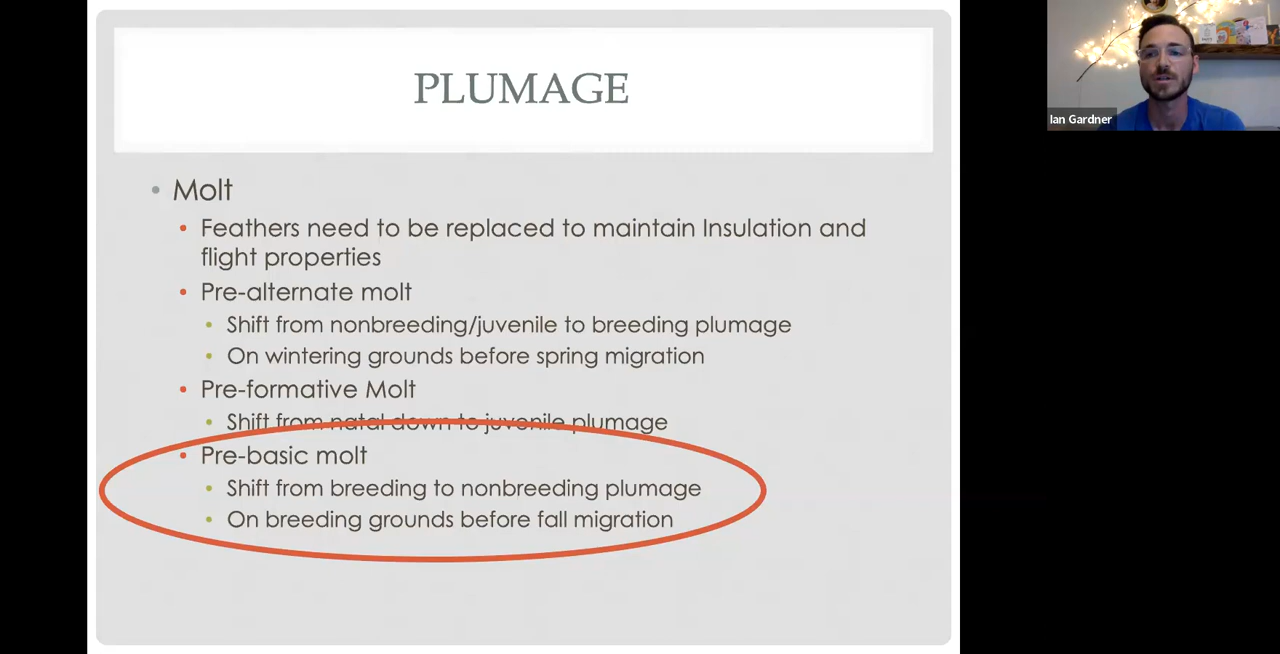 PLUMAGE
Molt
Feathers need to be replaced to maintain Insulation and
flight properties
Pre-alternate molt
Shift from nonbreeding/juvenile to breeding plumage
On wintering grounds before spring migration
Pre-formative Molt
Shift from natal down to juvenile plumage
Pre-basic molt
Shift from breeding to nonbreeding plumage
On breeding grounds before fall migration
Ian Gardner